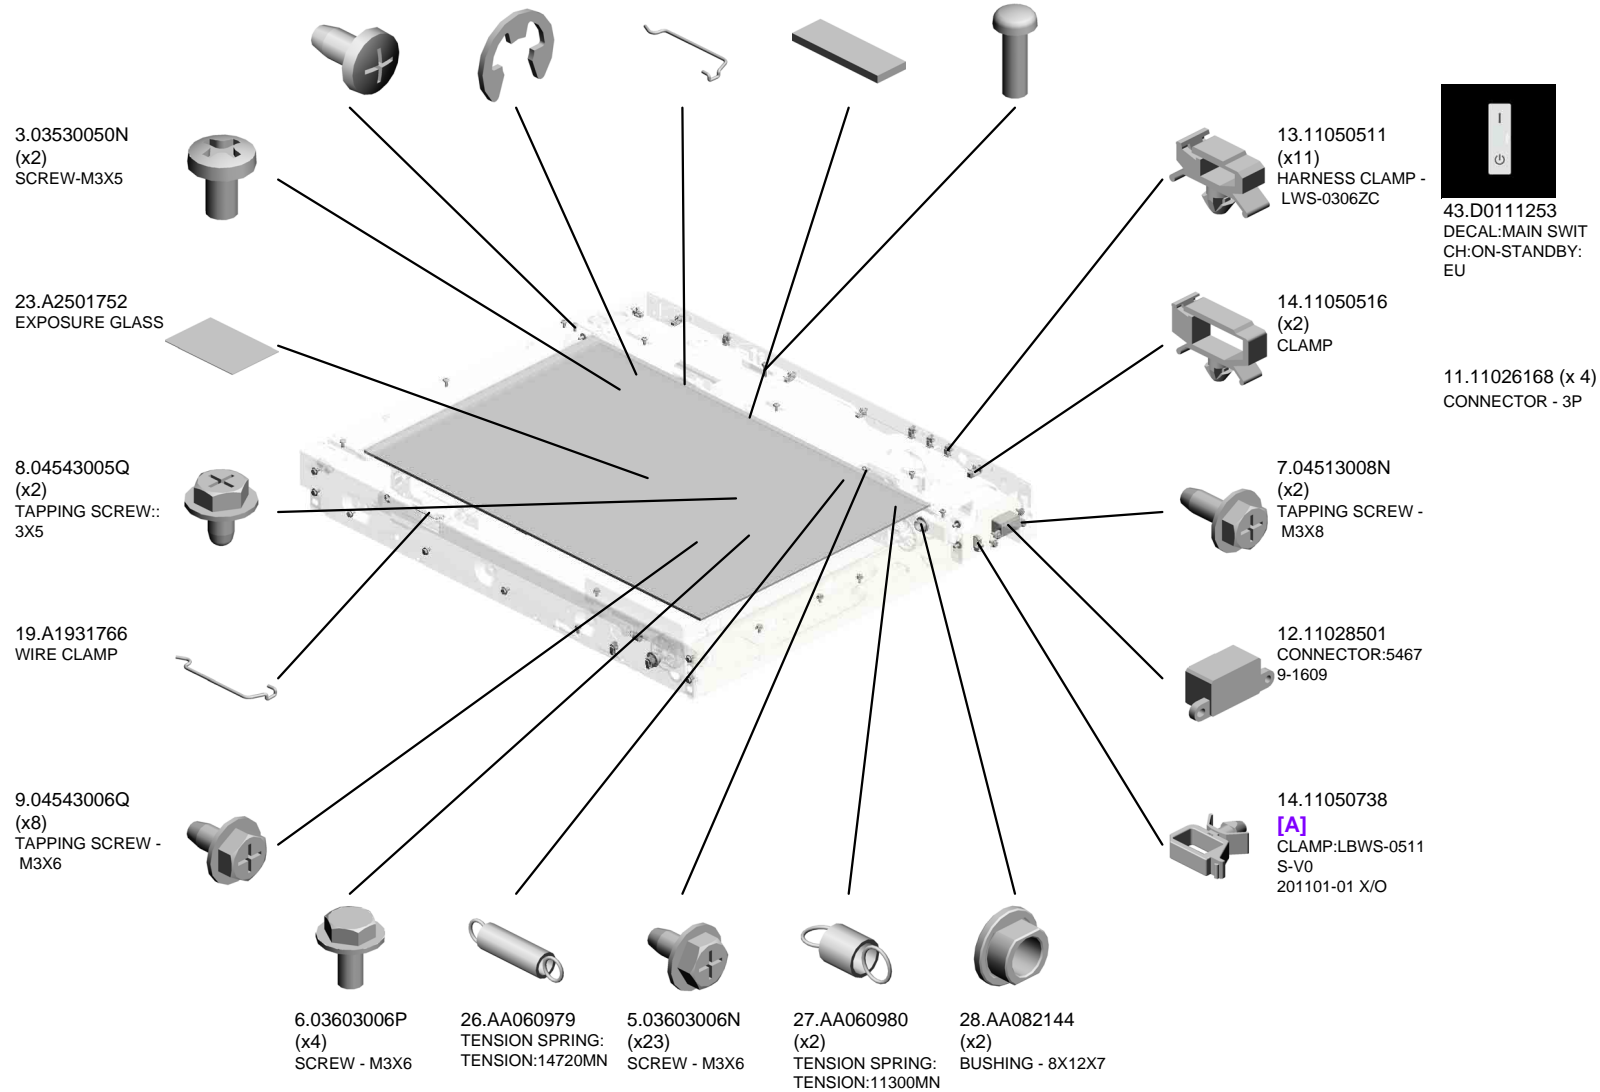 3.03530050N
(x2)
SCREW-M3X5
23.A2501752
EXPOSURE GLASS
8.04543005Q
(x2)
TAPPING SCREW::
3X5
19.A1931766
WIRE CLAMP
9.04543006Q
(x8)
TAPPING SCREW -
M3X6
6.03603006P
(x4)
SCREW - M3X6
26.AA060979
TENSION SPRING:
TENSION:14720MN
5.03603006N
(x23)
SCREW - M3X6
27.AA060980
(x2)
TENSION SPRING:
TENSION:11300MN
28.AA082144
(x2)
BUSHING - 8X12X7
13.11050511
(x11)
HARNESS CLAMP -
LWS-0306ZC
14.11050516
(x2)
CLAMP
7.04513008N
(x2)
TAPPING SCREW -
M3X8
12.11028501
CONNECTOR:5467
9-1609
14.11050738
[A]
CLAMP:LBWS-0511
S-V0
201101-01 X/O
43.D0111253
DECAL:MAIN SWIT
CH:ON-STANDBY:
EU
11.11026168 (x 4)
CONNECTOR - 3P